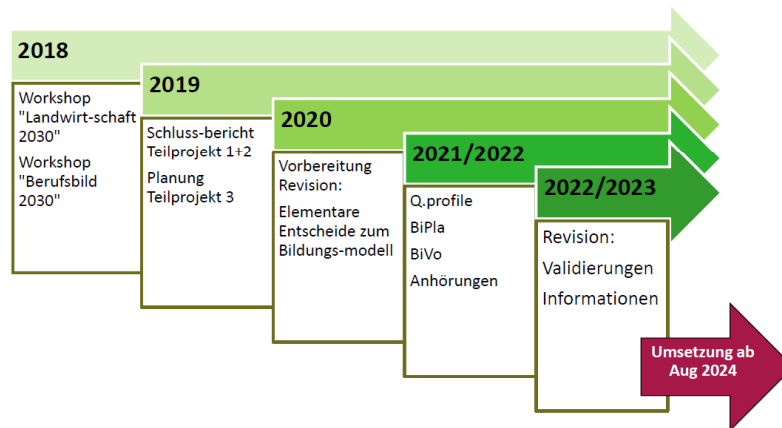 2018
Workshop
"Landwirt-schaft
2030"
Workshop
"Berufsbild
2030"
2019
Schluss-bericht
Teilprojekt 1+2
Planung
Teilprojekt 3
2020
Vorbereitung
Revision:
Elementare
Entscheide zum
Bildungs-modell
2021/2022
Q.profile
BiPla
BiVo
Anhörungen
2022/2023
Revision:
Validierungen
Informationen
Umsetzung ab
Aug 2024